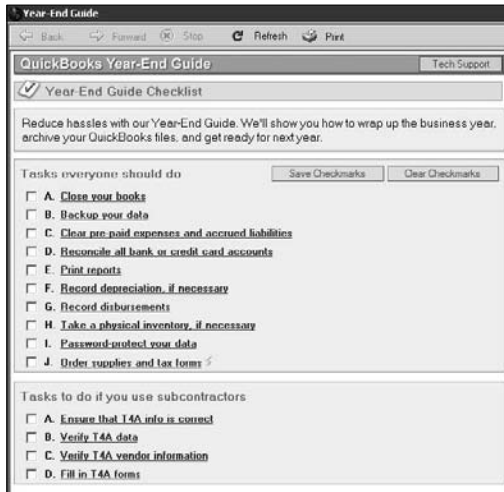 Year-End Guide
Back Forward Stop Refresh Print
QuickBooks Year-End Guide Tech Support
Year-End Guide Checklist
Reduce hassles with our Year-End Guide. We'll show you how to wrap up the business year,
archive your QuickBooks files, and get ready for next year.
Tasks everyone should do Save Checkmarks Clear Checkmarks
A. Close your books
B. Backup your data
C. Clear pre-paid expenses and accrued liabilities
D. Reconcile all bank or credit card accounts
E. Print reports
F. Record depreciation, if necessary
G. Record disbursements
H. Take a physical inventory, if necessary
I. Password-protect your data
J. Order supplies and tax forms
Tasks to do if you use subcontractors
A. Ensure that T4A info is correct
B. Verify T4A data
C. Verify T4A vendor information
D. Fill in T4A forms